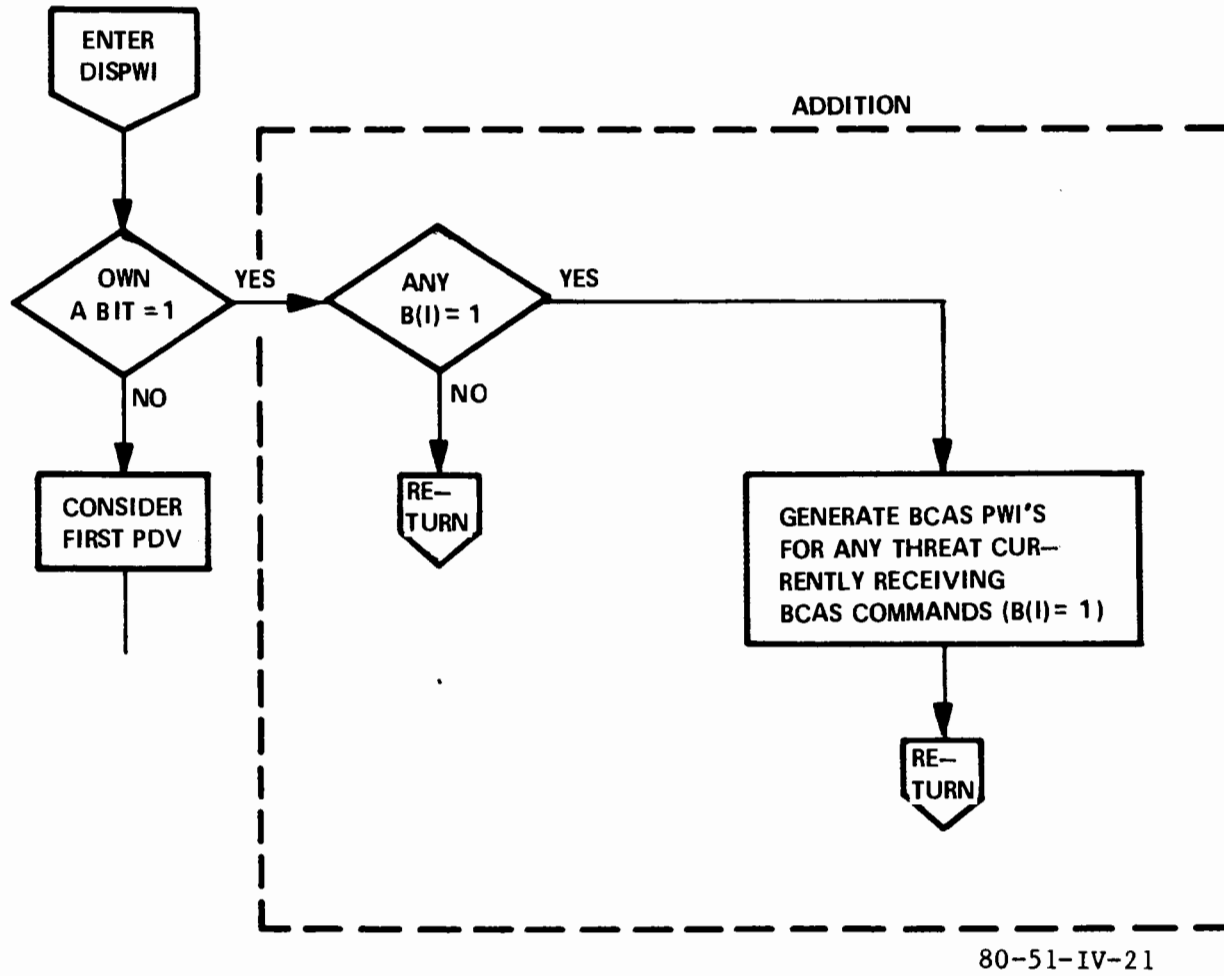 ENTER
DISPWI
ADDITION
OWN
A BIT = 1
YES
ANY
B(I) = 1
YES
NO
NO
CONSIDER
FIRST PDV
RE–
TURN
GENERATE BCAS PWI'S
FOR ANY THREAT CUR–
RENTLY RECEIVING
BCAS COMMANDS (B(I) = 1)
RE–
TURN
80-51-IV-21